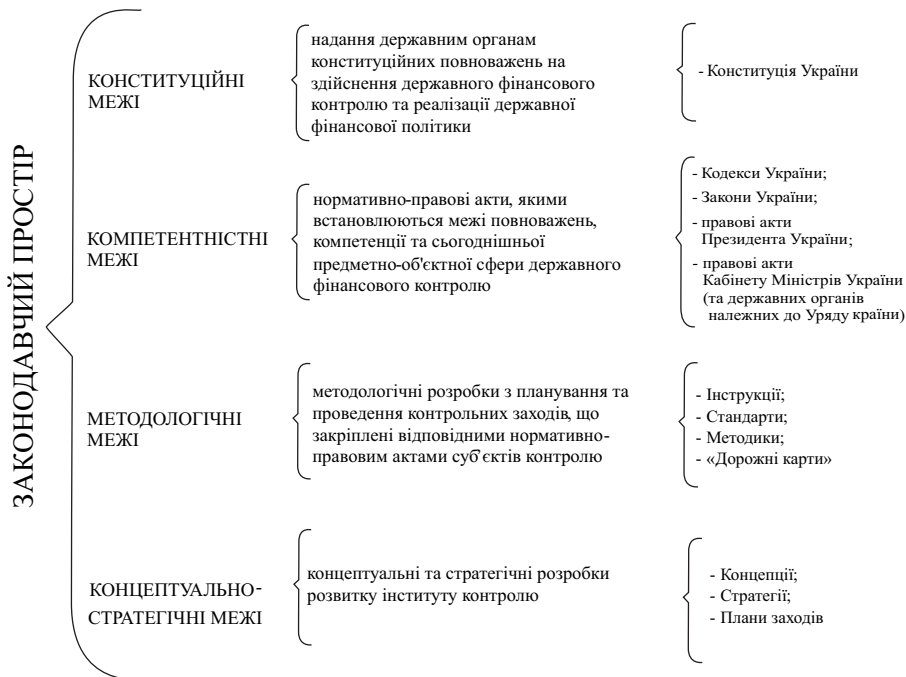 ЗАКОНОДАВЧИЙ ПРОСТІР
КОНСТИТУЦІЙНІ
МЕЖІ
надання державним органам
конституційних повноважень на
здійснення державного фінансового
контролю та реалізації державної
фінансової політики
- Конституція України
КОМПЕТЕНТНІСТНІ
МЕЖІ
нормативно-правові акти, якими
встановлюються межі повноважень,
компетенції та сьогоднішньої
предметно-об'єктної сфери державного
фінансового контролю
- Кодекси України;
- Закони України;
- правові акти
Президента України;
- правові акти
Кабінету Міністрів України
(та державних органів
належних до Уряду країни)
МЕТОДОЛОГІЧНІ
МЕЖІ
методологічні розробки з планування та
проведення контрольних заходів, що
закріплені відповідними нормативно-
правовим актами суб'єктів контролю
- Інструкції;
- Стандарти;
- Методики;
- «Дорожні карти»
КОНЦЕПТУАЛЬНО-
СТРАТЕГІЧНІ МЕЖІ
концептуальні та стратегічні розробки
розвитку інституту контролю
- Концепції;
- Стратегії;
- Плани заходів